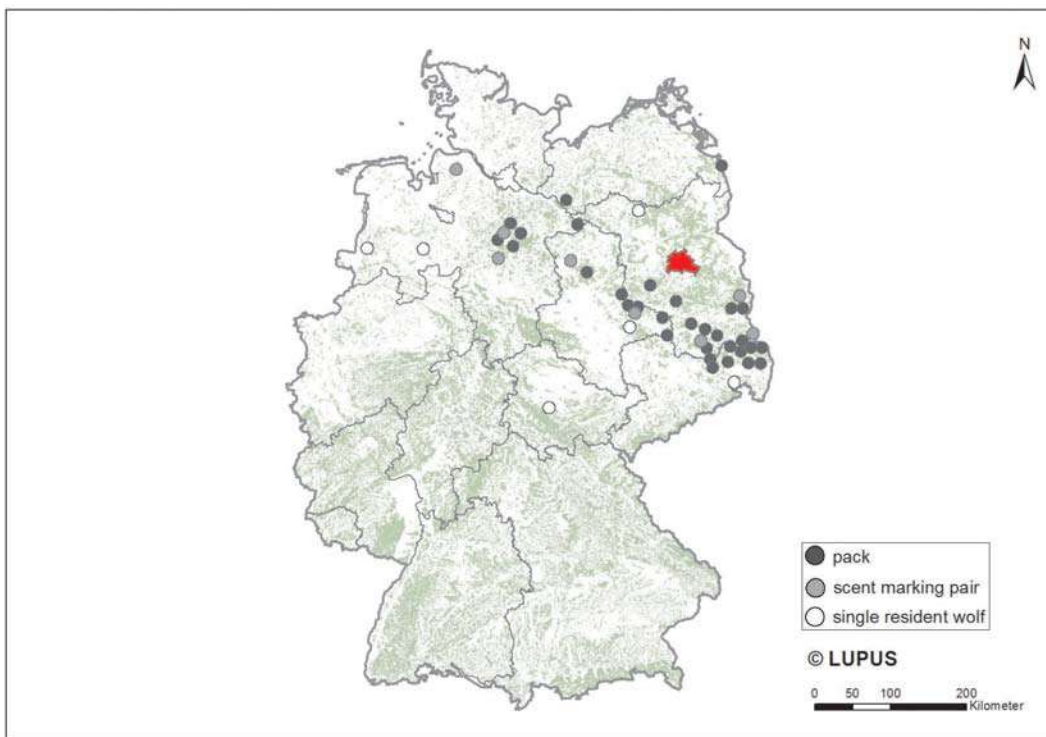 N
pack
scent marking pair
single resident wolf
© LUPUS
0 50 100 200
Kilometer